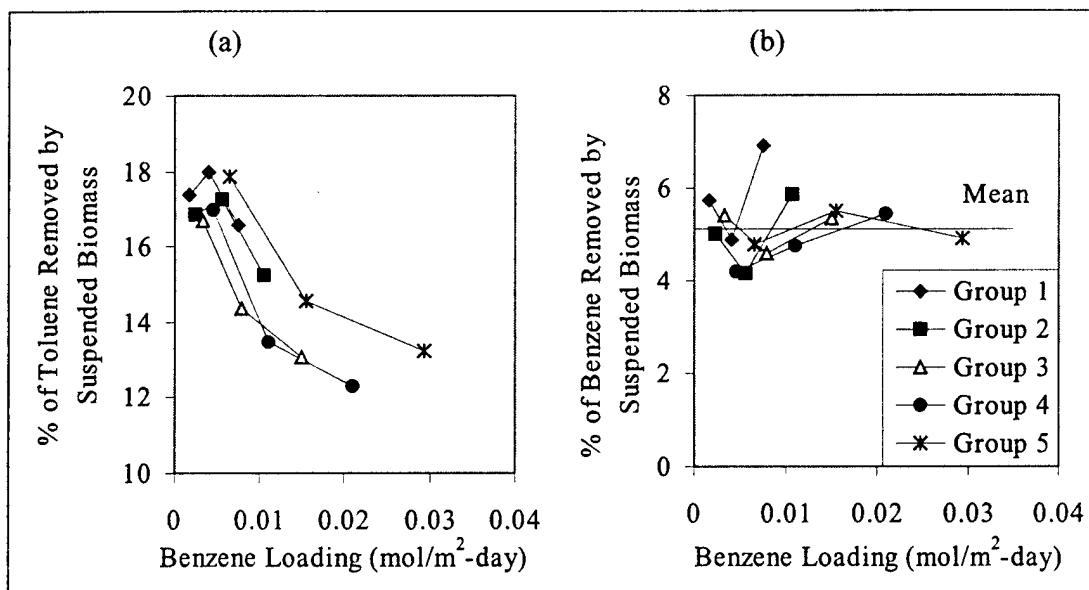 (a)
% of Toluene Removed by
Suspended Biomass
20
18
16
14
12
10
0 0.01 0.02 0.03 0.04
Benzene Loading (mol/m²-day)
(b)
% of Benzene Removed by
Suspended Biomass
8
6
4
2
0
Mean
Group 1
Group 2
Group 3
Group 4
Group 5
0 0.01 0.02 0.03 0.04
Benzene Loading (mol/m²-day)